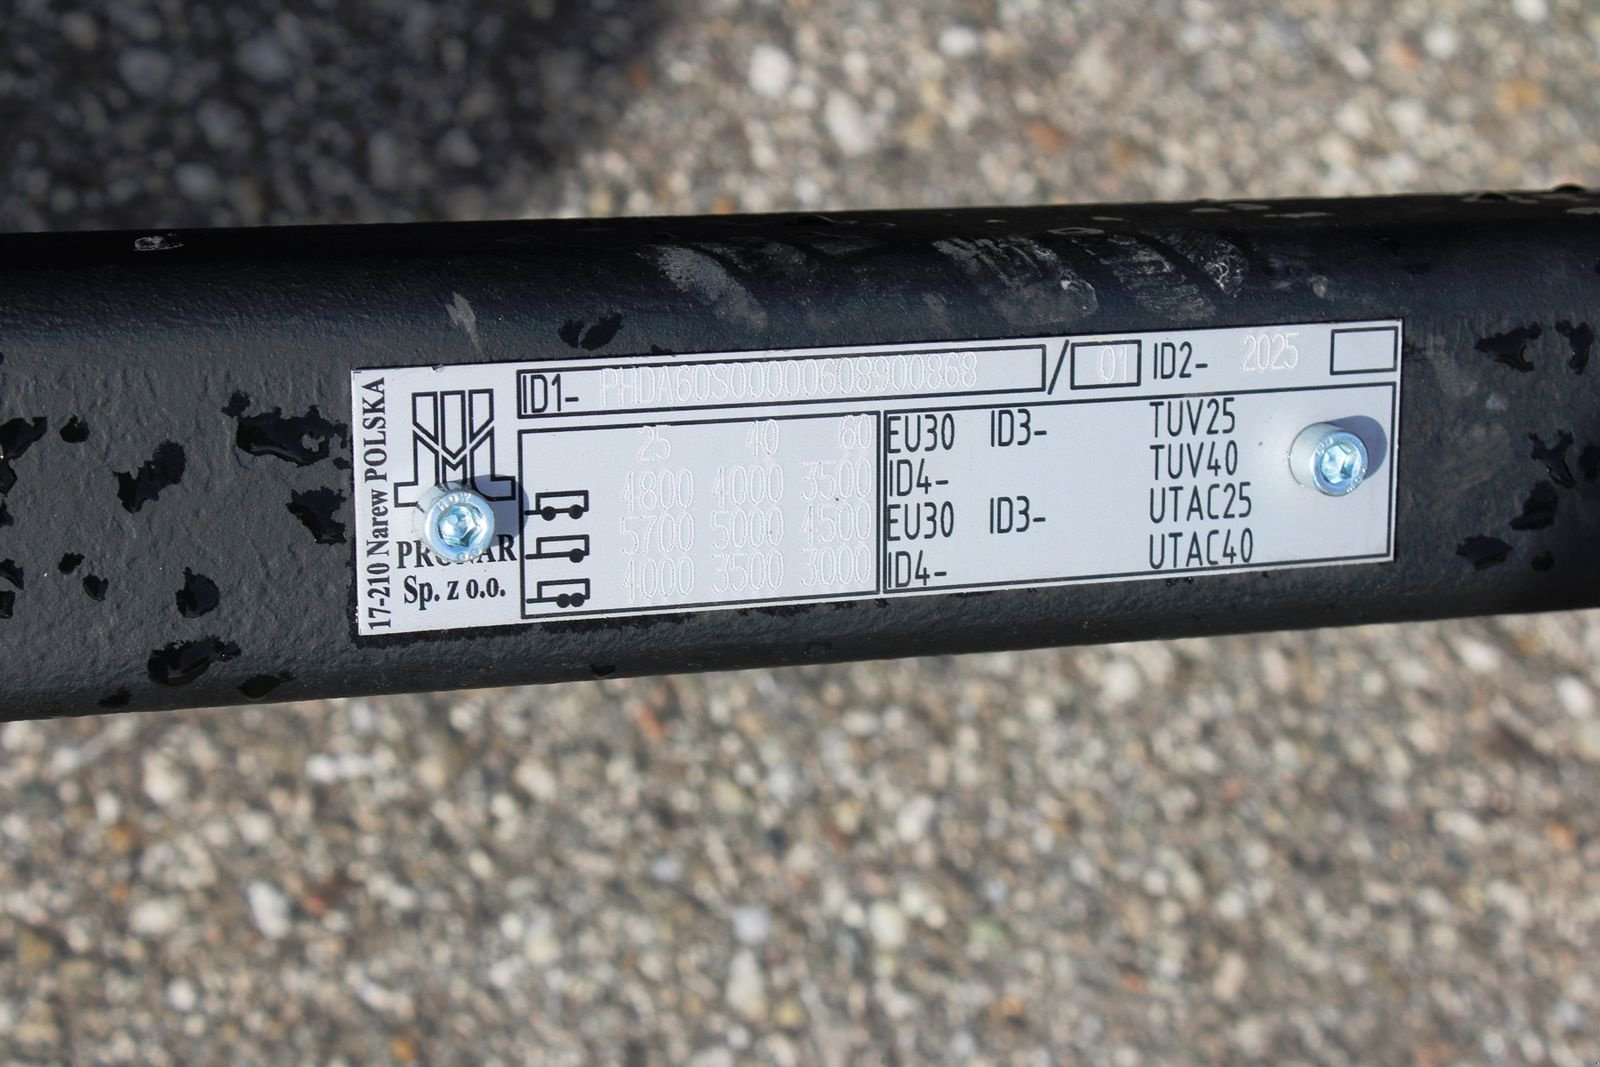 17-210 Narew POLSKA
PRONAR
Sp. z o.o.
ID1- PHDA60S00000608900868 / 01 ID2- 2025
25 40 60
4800 4000 3500
5700 5000 4500
4000 3500 3000
EU30 ID3- TUV25
ID4- TUV40
EU30 ID3- UTAC25
ID4- UTAC40